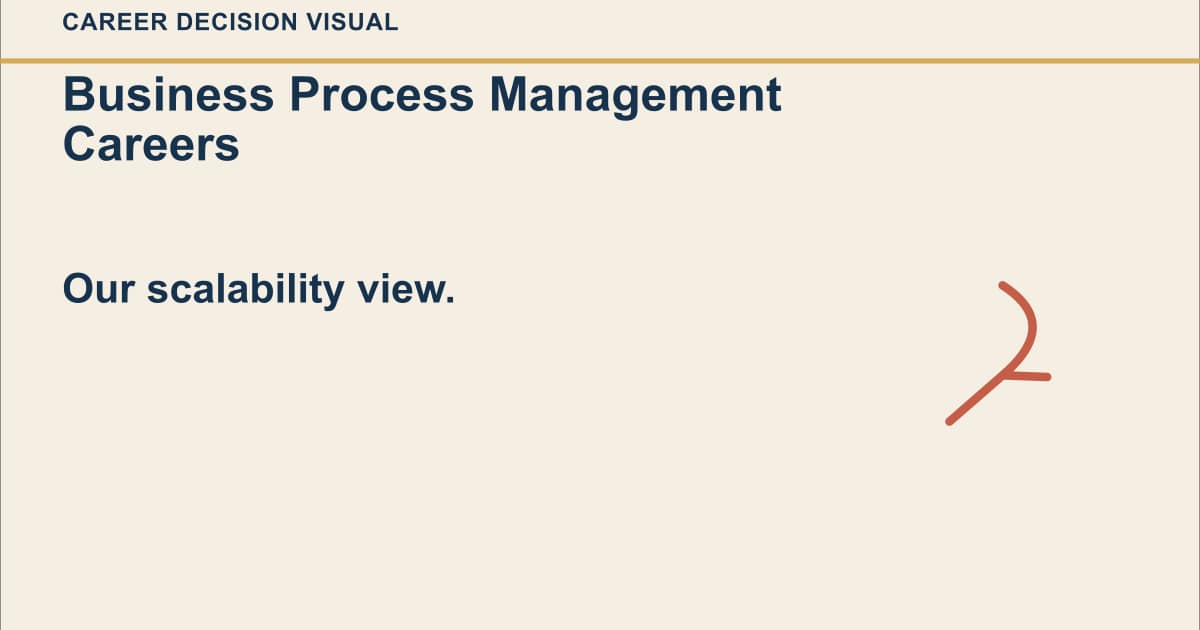 CAREER DECISION VISUAL
Business Process Management
Careers
Our scalability view.